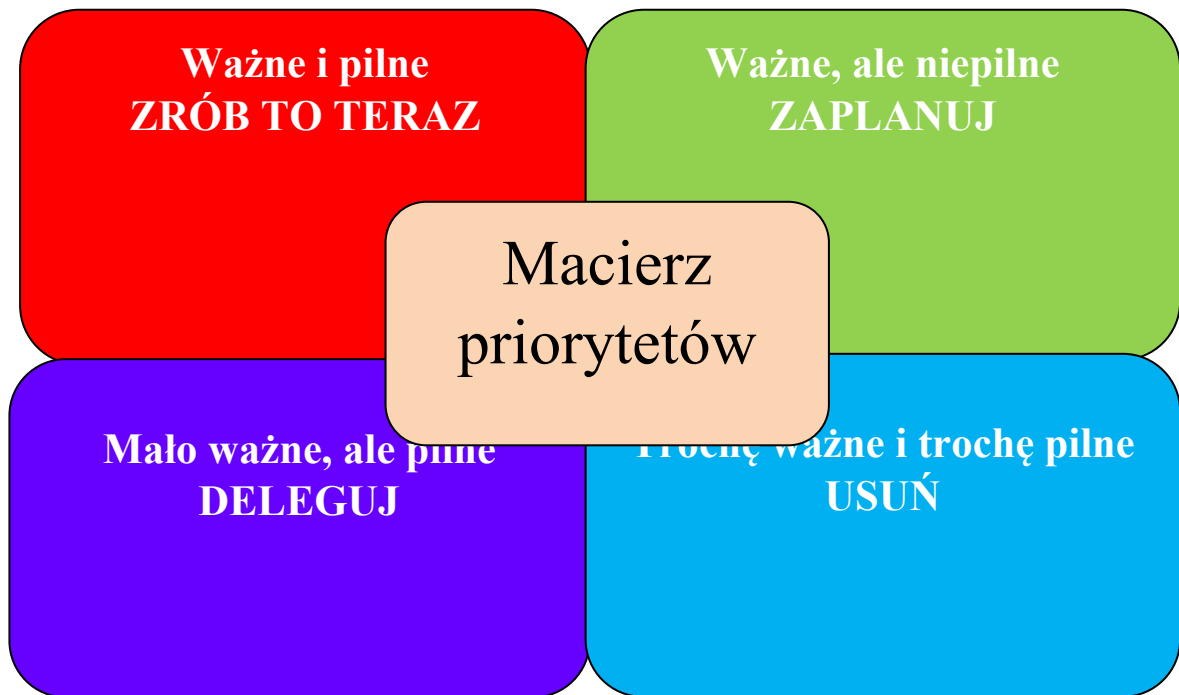 Ważne i pilne
ZRÓB TO TERAZ
Ważne, ale niepilne
ZAPLANUJ
Macierz
priorytetów
Mało ważne, ale pilne
DELEGUJ
Trochę ważne i trochę pilne
USUŃ